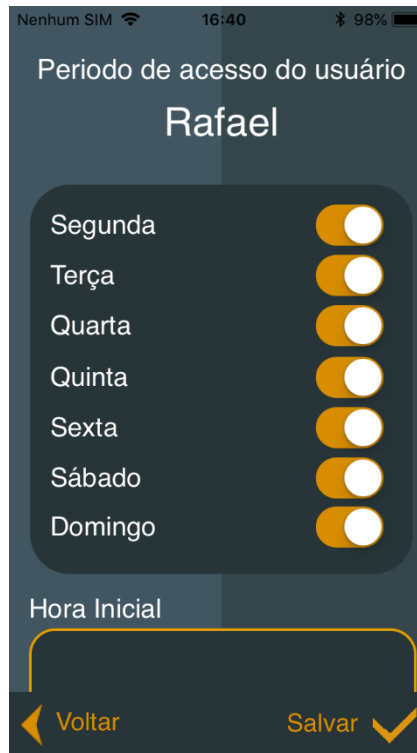 Nenhum SIM 16:40 98%
Periodo de acesso do usuário
Rafael
Segunda
Terça
Quarta
Quinta
Sexta
Sábado
Domingo
Hora Inicial
Voltar Salvar